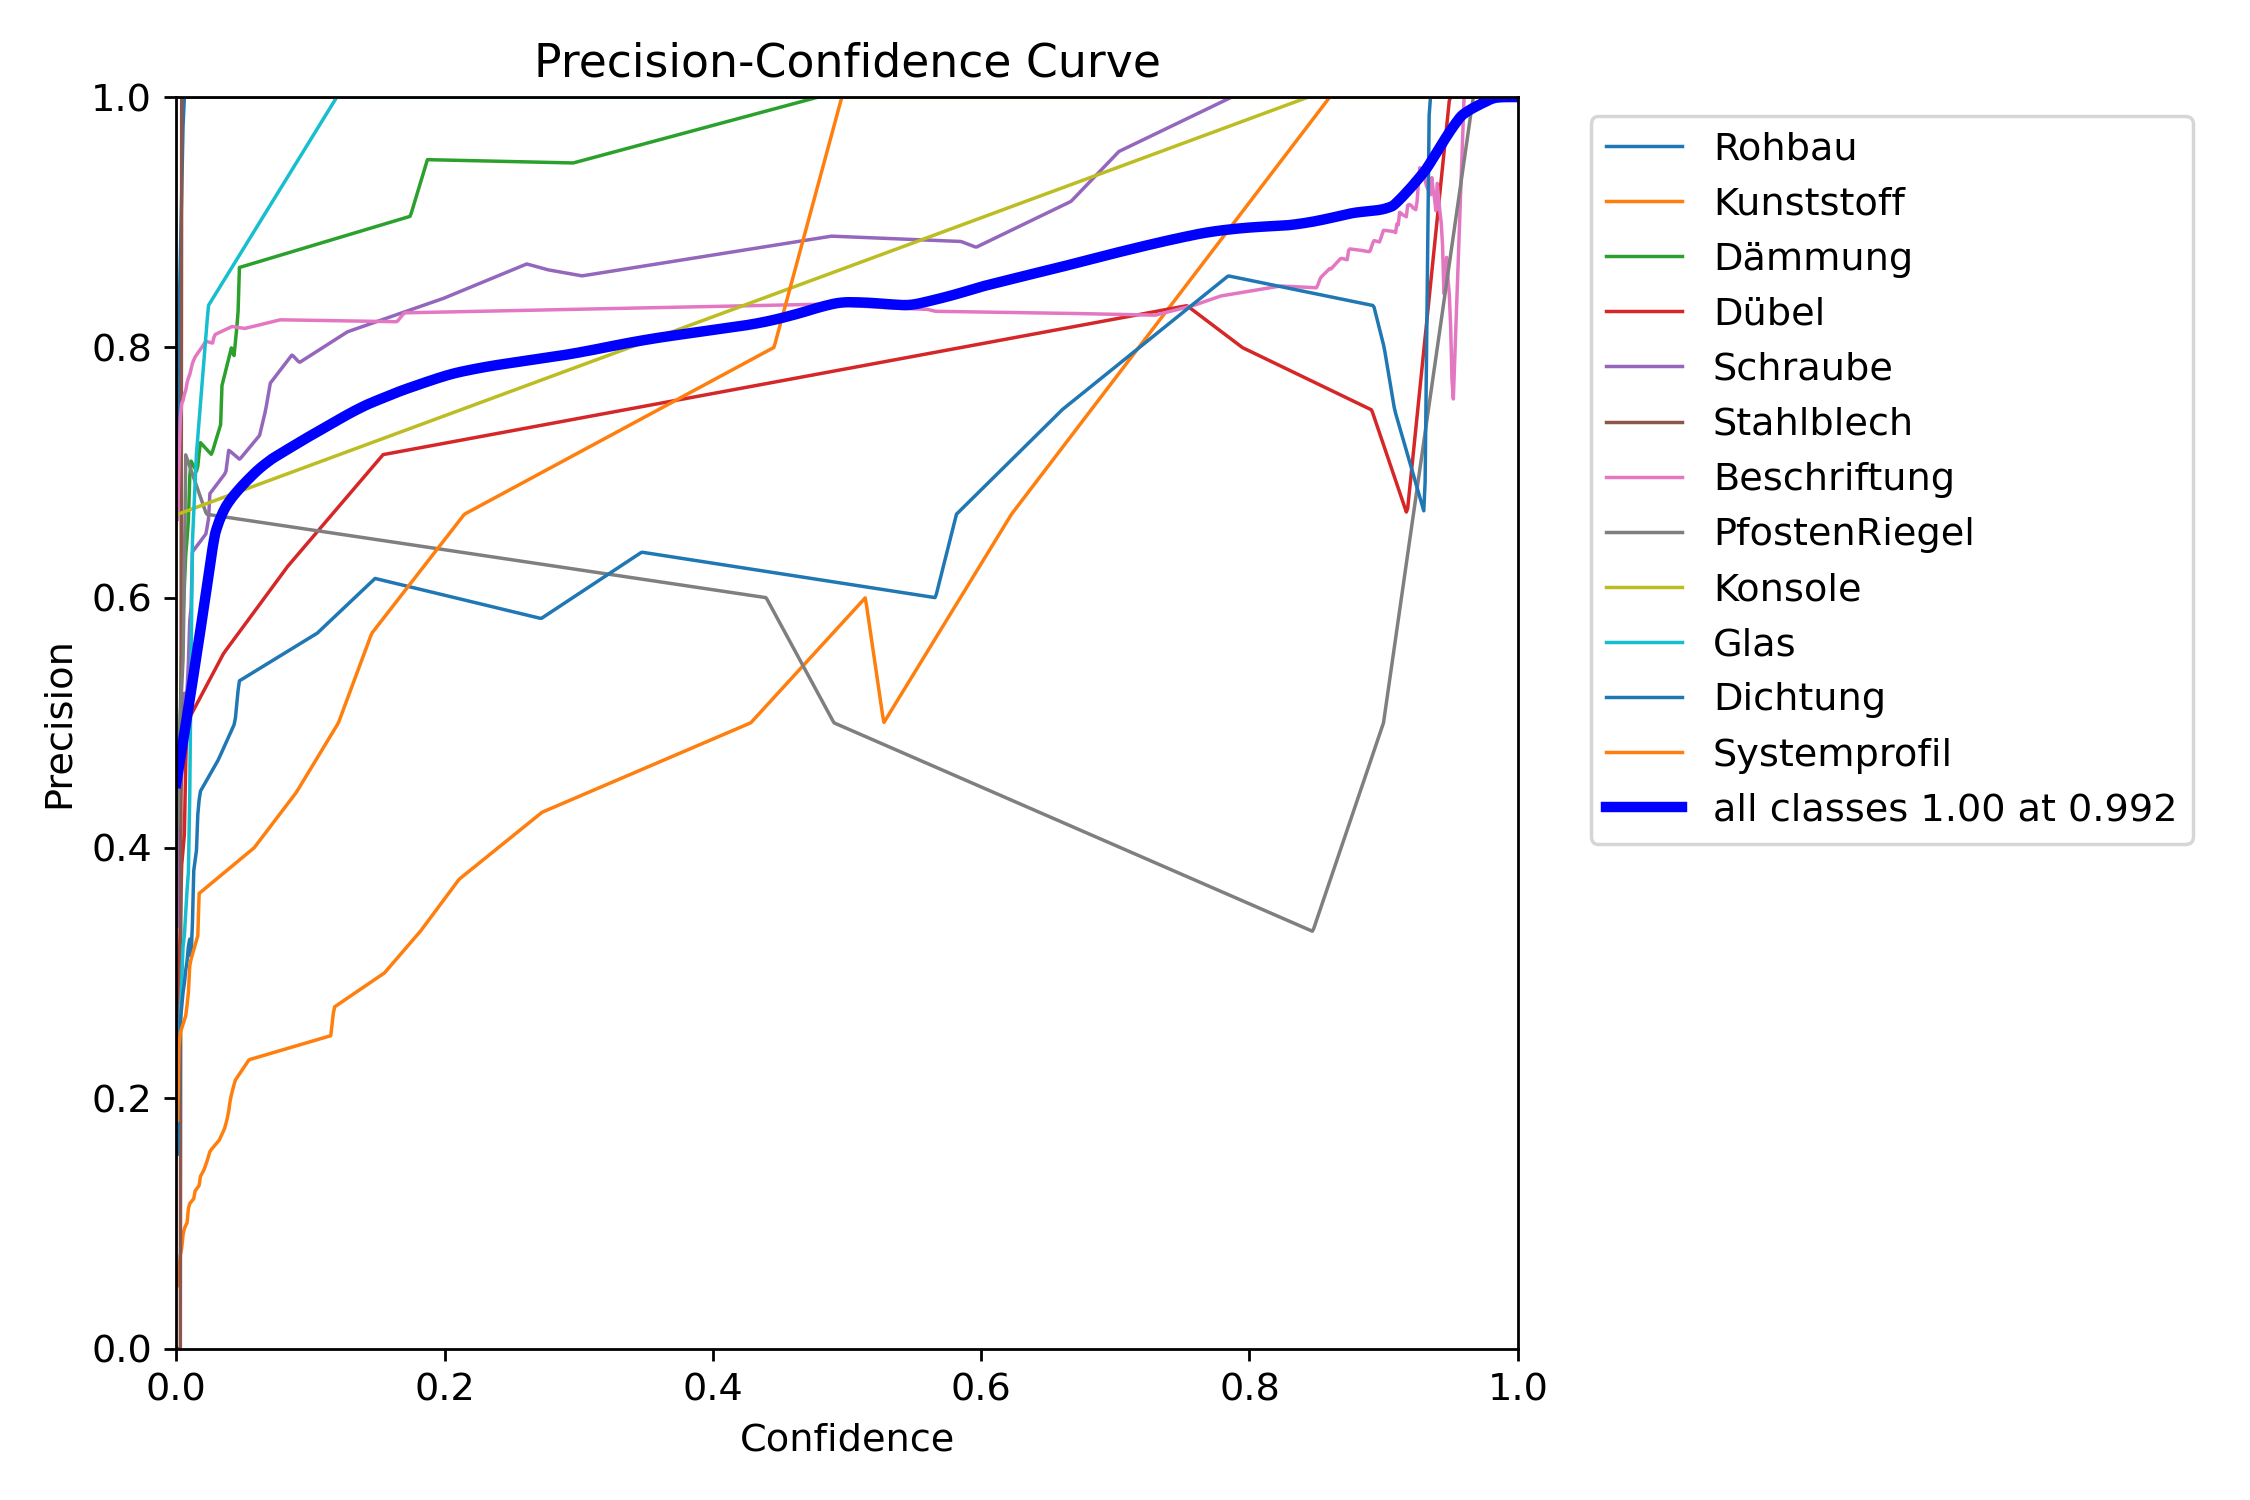 Precision-Confidence Curve
1.0
0.8
0.6
0.4
0.2
0.0
Precision
0.0 0.2 0.4 0.6 0.8 1.0
Confidence
Rohbau
Kunststoff
Dämmung
Dübel
Schraube
Stahlblech
Beschriftung
PfostenRiegel
Konsole
Glas
Dichtung
Systemprofil
all classes 1.00 at 0.992